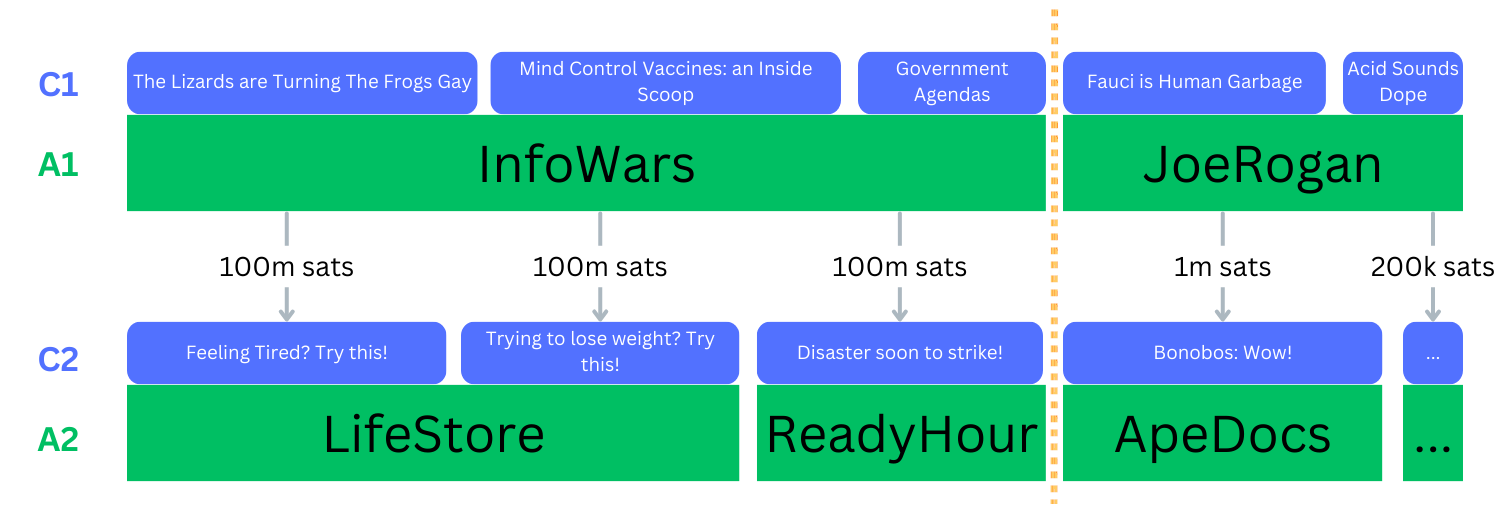 C1
The Lizards are Turning The Frogs Gay
Mind Control Vaccines: an Inside
Scoop
Government
Agendas
Fauci is Human Garbage
Acid Sounds
Dope
A1
InfoWars
JoeRogan
100m sats
100m sats
100m sats
1m sats
200k sats
C2
Feeling Tired? Try this!
Trying to lose weight? Try
this!
Disaster soon to strike!
Bonobos: Wow!
...
A2
LifeStore
ReadyHour
ApeDocs
...